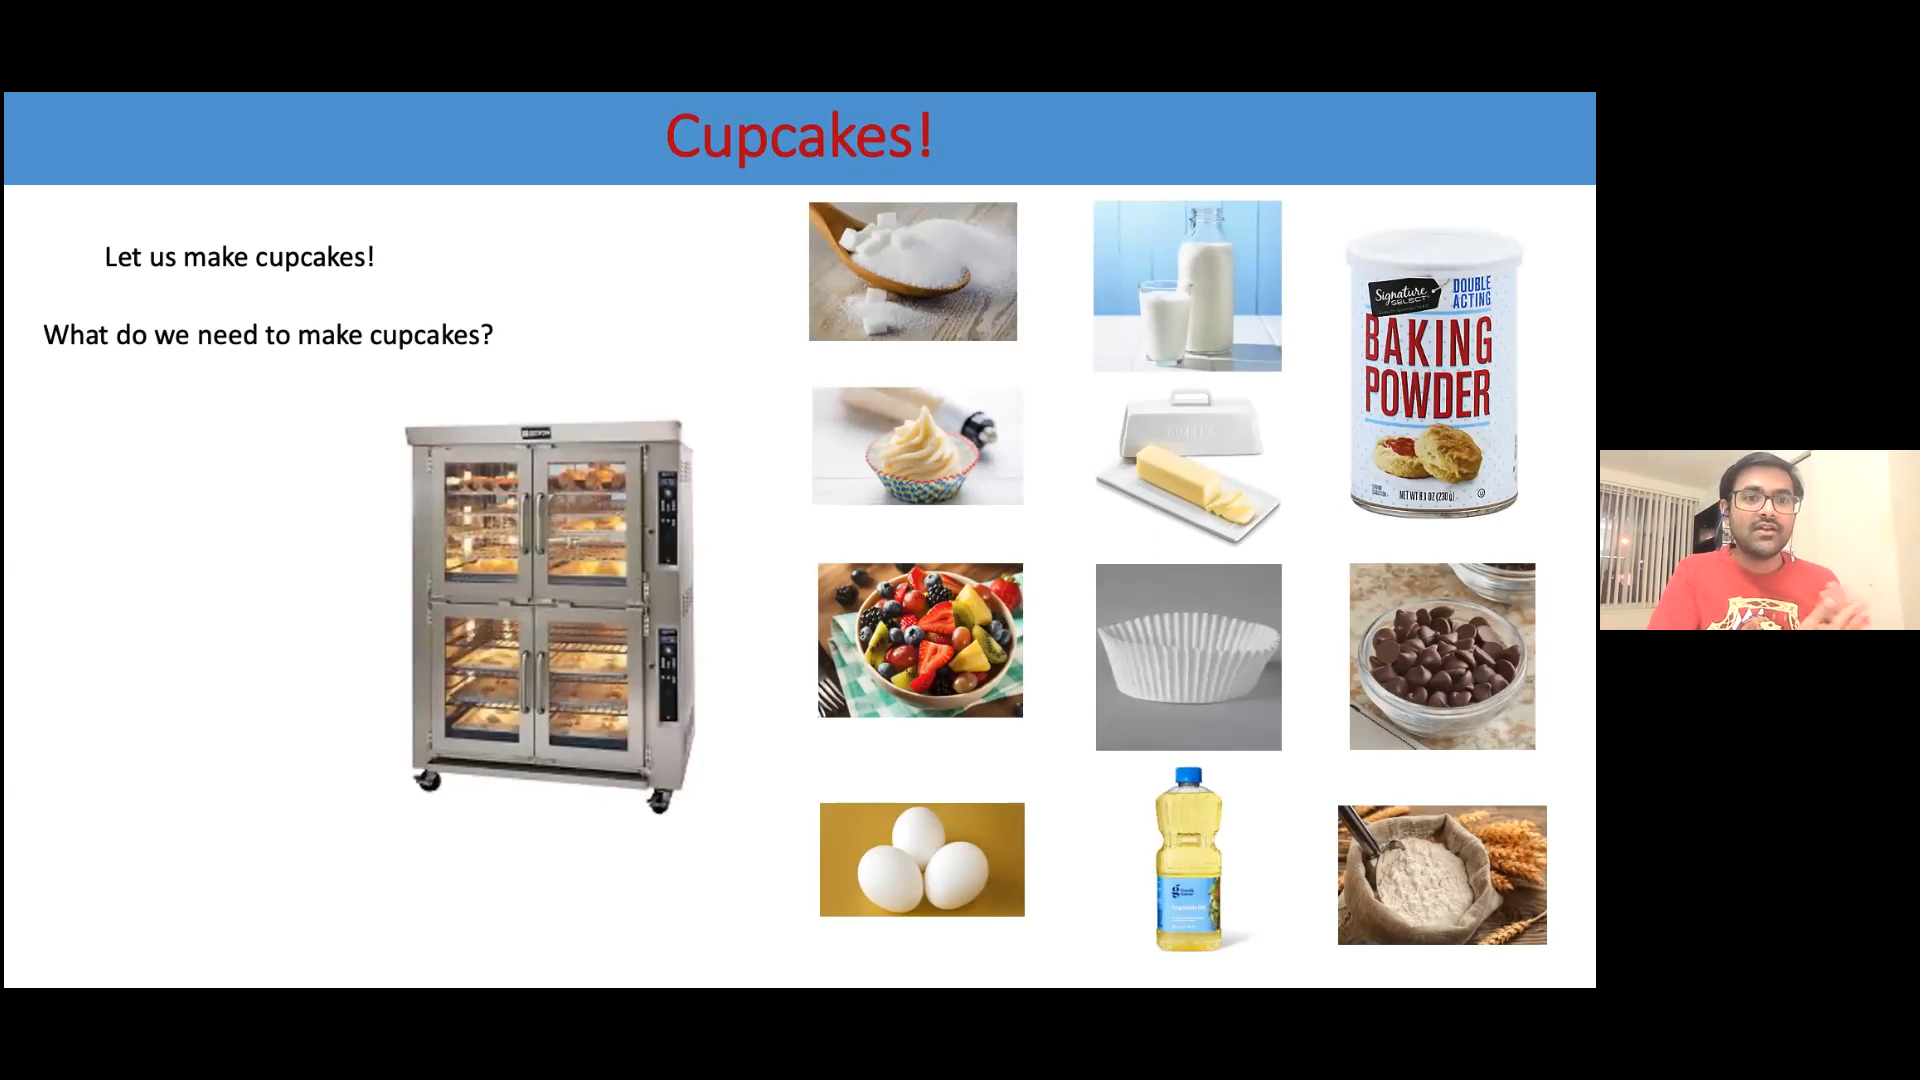 Cupcakes!
Let us make cupcakes!
What do we need to make cupcakes?
Signature
SELECT
DOUBLE
ACTING
BAKING
POWDER
NET WT 8.1 OZ (230 g)
BUTTER
g